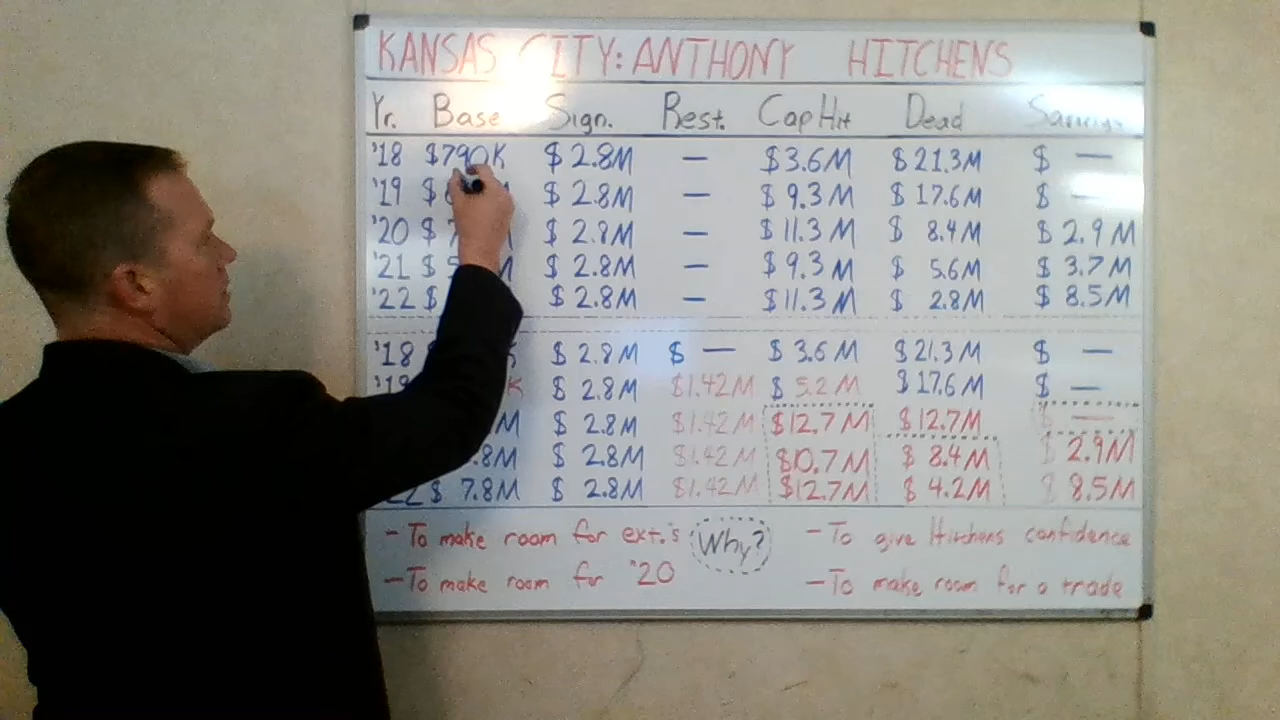 KANSAS CITY: ANTHONY HITCHENS
Yr. Base Sign. Rest. Cap Hit Dead Savings
'18 $790K $ 2.8M — $3.6M $21.3M $ —
'19 $ $ 2.8M — $ 9.3M $ 17.6M $ —
'20 $ $ 2.8M — $ 11.3M $ 8.4M $ 2.9M
'21 $ $ 2.8M — $ 9.3M $ 5.6M $ 3.7M
'22 $ $ 2.8M — $ 11.3M $ 2.8M $ 8.5M
'18 $ 2.8M $ — $ 3.6M $21.3M $ —
'19 K $ 2.8M $1.42M $ 5.2M $17.6M $ —
M $ 2.8M $1.42M $12.7M $12.7M $ —
.8M $ 2.8M $1.42M $10.7M $ 8.4M $ 2.9M
22 $ 7.8M $ 2.8M $1.42M $12.7M $ 4.2M $ 8.5M
- To make room for ext.'s Why? - To give Hitchens confidence
- To make room for '20 - To make room for a trade